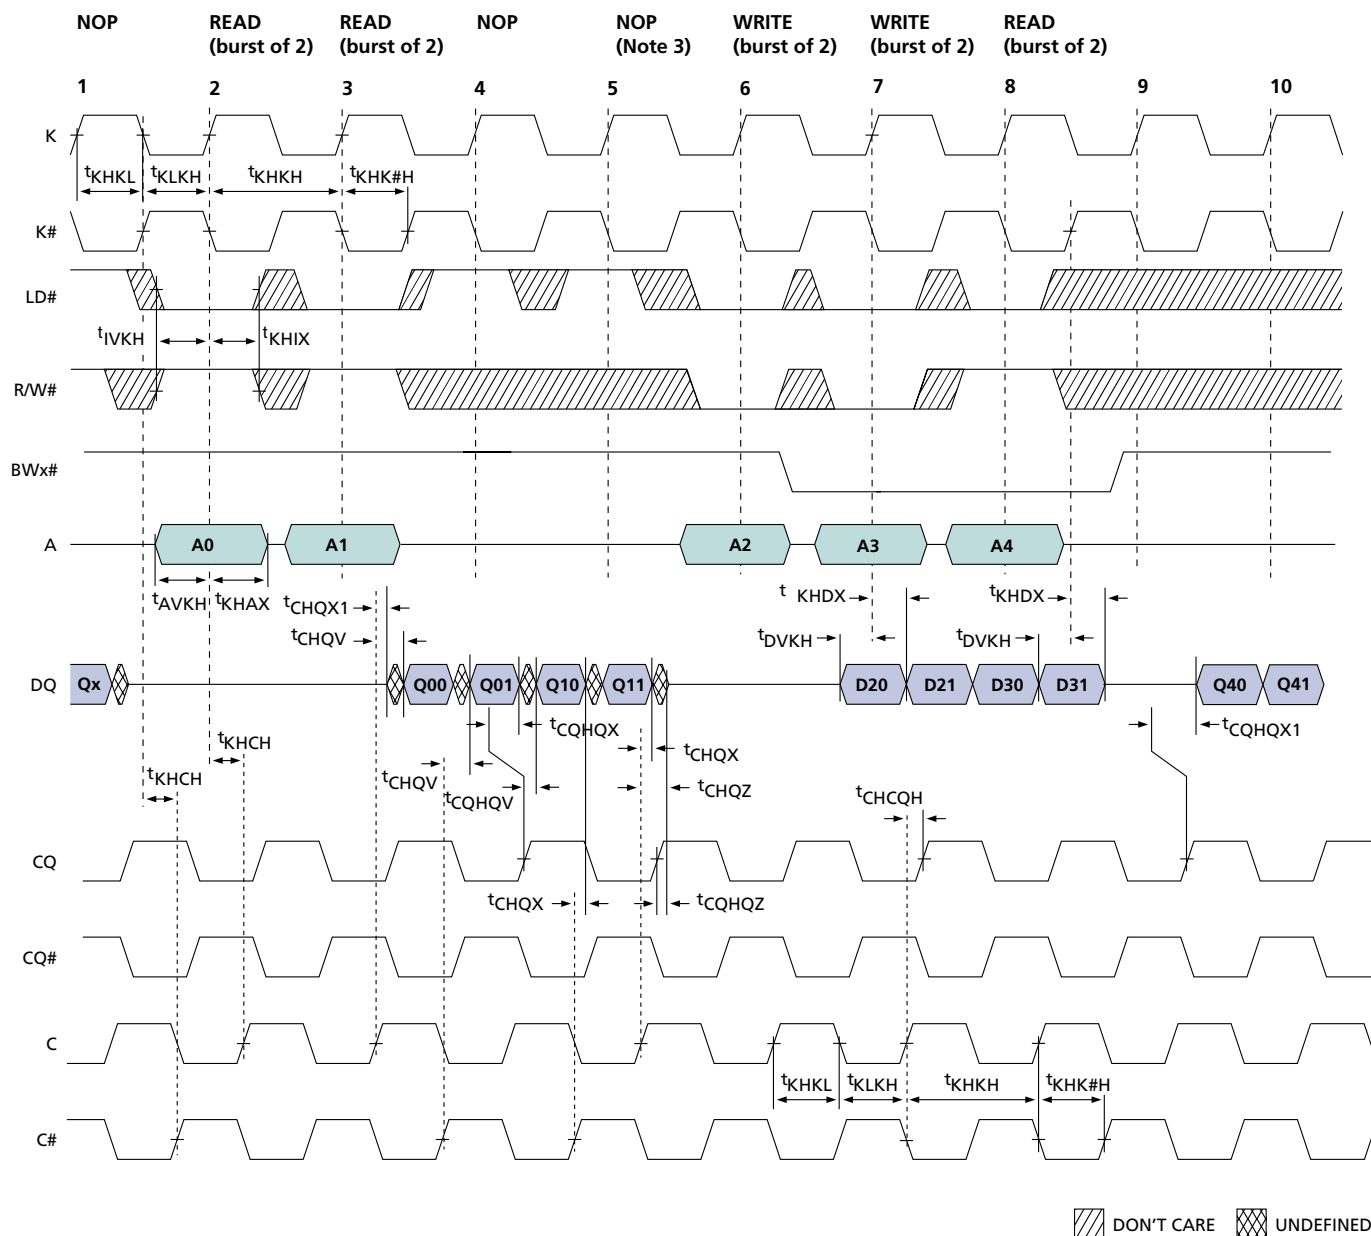 NOP READ READ NOP NOP WRITE WRITE READ
(burst of 2) (burst of 2) (Note 3) (burst of 2) (burst of 2) (burst of 2)
1 2 3 4 5 6 7 8 9 10
K
tKHKL tKLKH tKHKH tKHK#H
K#
LD#
tIVKH tKHIX
R/W#
BWx#
A A0 A1 A2 A3 A4
tAVKH tKHAX tCHQX1 t KHDX tKHDX
tCHQV tDVKH tDVKH
DQ Qx Q00 Q01 Q10 Q11 D20 D21 D30 D31 Q40 Q41
tCQHQX tCQHQX1
tKHCH tCHQX
tKHCH tCHQV tCQHQV tCHQZ tCHCQH
CQ
tCHQX tCQHQZ
CQ#
C
tKHKL tKLKH tKHKH tKHK#H
C#
DON'T CARE UNDEFINED